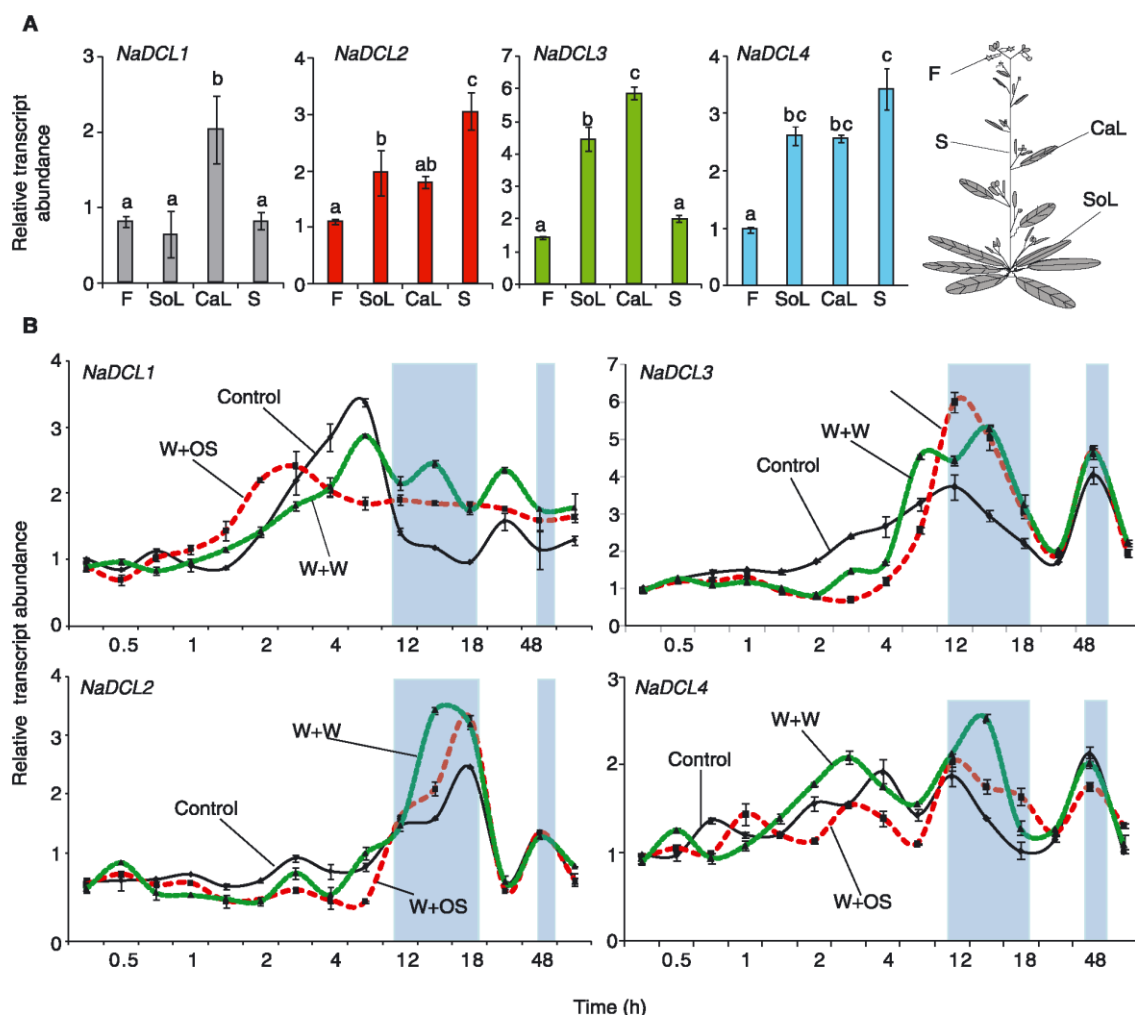 A
NaDCL1
NaDCL2
NaDCL3
NaDCL4
Relative transcript
abundance
3
2
1
0
a
a
b
a
F SoL CaL S
4
3
2
1
0
a
b
ab
c
F SoL CaL S
7
6
5
4
3
2
1
0
a
b
c
a
F SoL CaL S
4
3
2
1
0
a
bc
bc
c
F SoL CaL S
F
S
CaL
SoL
B
Relative transcript abundance
NaDCL1
4
3
2
1
0
Control
W+OS
W+W
0.5 1 2 4 12 18 48
NaDCL3
7
6
5
4
3
2
1
0
W+W
Control
0.5 1 2 4 12 18 48
NaDCL2
4
3
2
1
0
W+W
Control
W+OS
0.5 1 2 4 12 18 48
NaDCL4
3
2
1
0
W+W
Control
W+OS
0.5 1 2 4 12 18 48
Time (h)